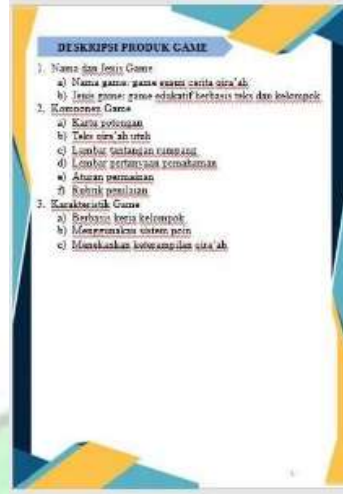 DESKRIPSI PRODUK GAME
1. Nama dan Jenis Game
a) Nama game: game susun cerita qira'ah
b) Jenis game: game edukatif berbasis teks dan kelompok
2. Komponen Game
a) Kartu potongan
b) Teks qira'ah utuh
c) Lembar tantangan rumpang
d) Lembar pertanyaan pemahaman
e) Aturan permainan
f) Rubrik penilaian
3. Karakteristik Game
a) Berbasis kerja kelompok
b) Menggunakan sistem poin
c) Menekankan keterampilan qira'ah